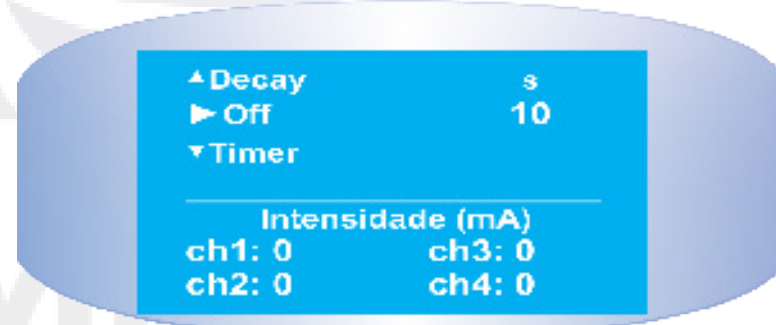 ▲Decay s
►Off 10
▼Timer
Intensidade (mA)
ch1: 0 ch3: 0
ch2: 0 ch4: 0